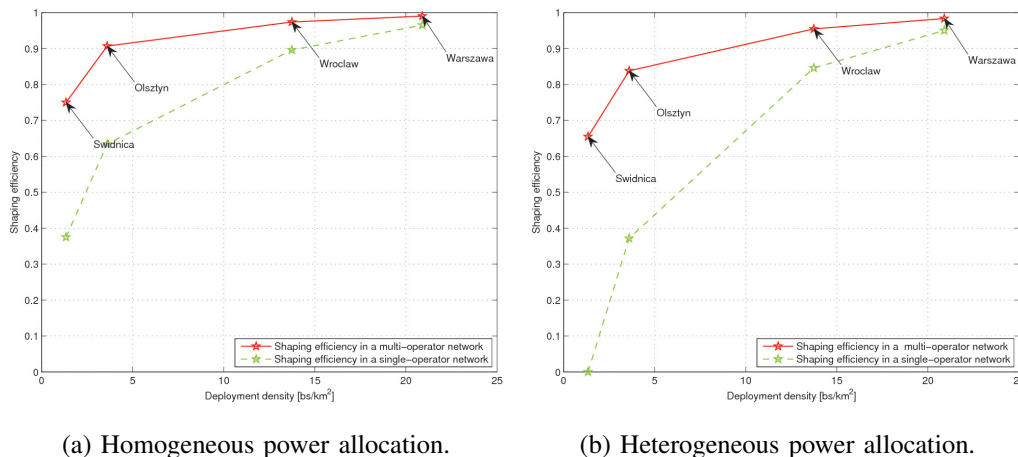 1
0.9
0.8
0.7
0.6
0.5
0.4
0.3
0.2
0.1
0
Shaping efficiency
Warszawa
Wroclaw
Olsztyn
Swidnica
Shaping efficiency in a multi-operator network
Shaping efficiency in a single-operator network
0 5 10 15 20 25
Deployment density [bs/km²]
(a) Homogeneous power allocation.
1
0.9
0.8
0.7
0.6
0.5
0.4
0.3
0.2
0.1
0
Shaping efficiency
Warszawa
Wroclaw
Olsztyn
Swidnica
Shaping efficiency in a multi-operator network
Shaping efficiency in a single-operator network
0 5 10 15 20 25
Deployment density [bs/km²]
(b) Heterogeneous power allocation.